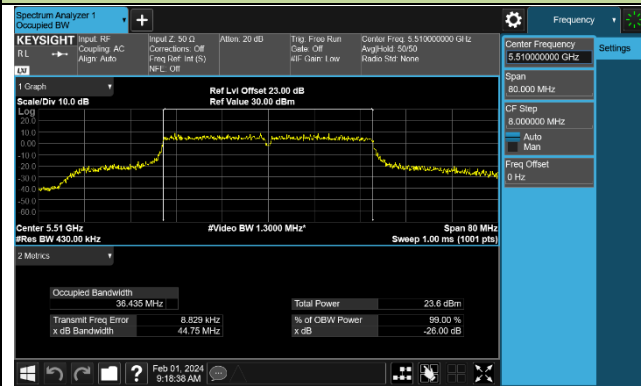 Spectrum Analyzer 1
Occupied BW
+
Frequency
KEYSIGHT
RL
LXI
Input: RF
Coupling: AC
Align: Auto
Input Z: 50 Ω
Corrections: Off
Freq Ref: Int (S)
NFE: Off
Atten: 20 dB
Trig: Free Run
Gate: Off
#IF Gain: Low
Center Freq: 5.510000000 GHz
Avg|Hold: 50/50
Radio Std: None
Center Frequency
5.510000000 GHz
Settings
Span
80.000 MHz
CF Step
8.000000 MHz
Auto
Man
Freq Offset
0 Hz
1 Graph
Scale/Div 10.0 dB
Ref Lvl Offset 23.00 dB
Ref Value 30.00 dBm
Log
20.0
10.0
0.00
-10.0
-20.0
-30.0
-40.0
-50.0
-60.0
Center 5.51 GHz
#Res BW 430.00 kHz
#Video BW 1.3000 MHz*
Span 80 MHz
Sweep 1.00 ms (1001 pts)
2 Metrics
Occupied Bandwidth
36.435 MHz
Total Power 23.6 dBm
Transmit Freq Error 8.829 kHz
% of OBW Power 99.00 %
x dB Bandwidth 44.75 MHz
x dB -26.00 dB
?
Feb 01, 2024
9:18:38 AM